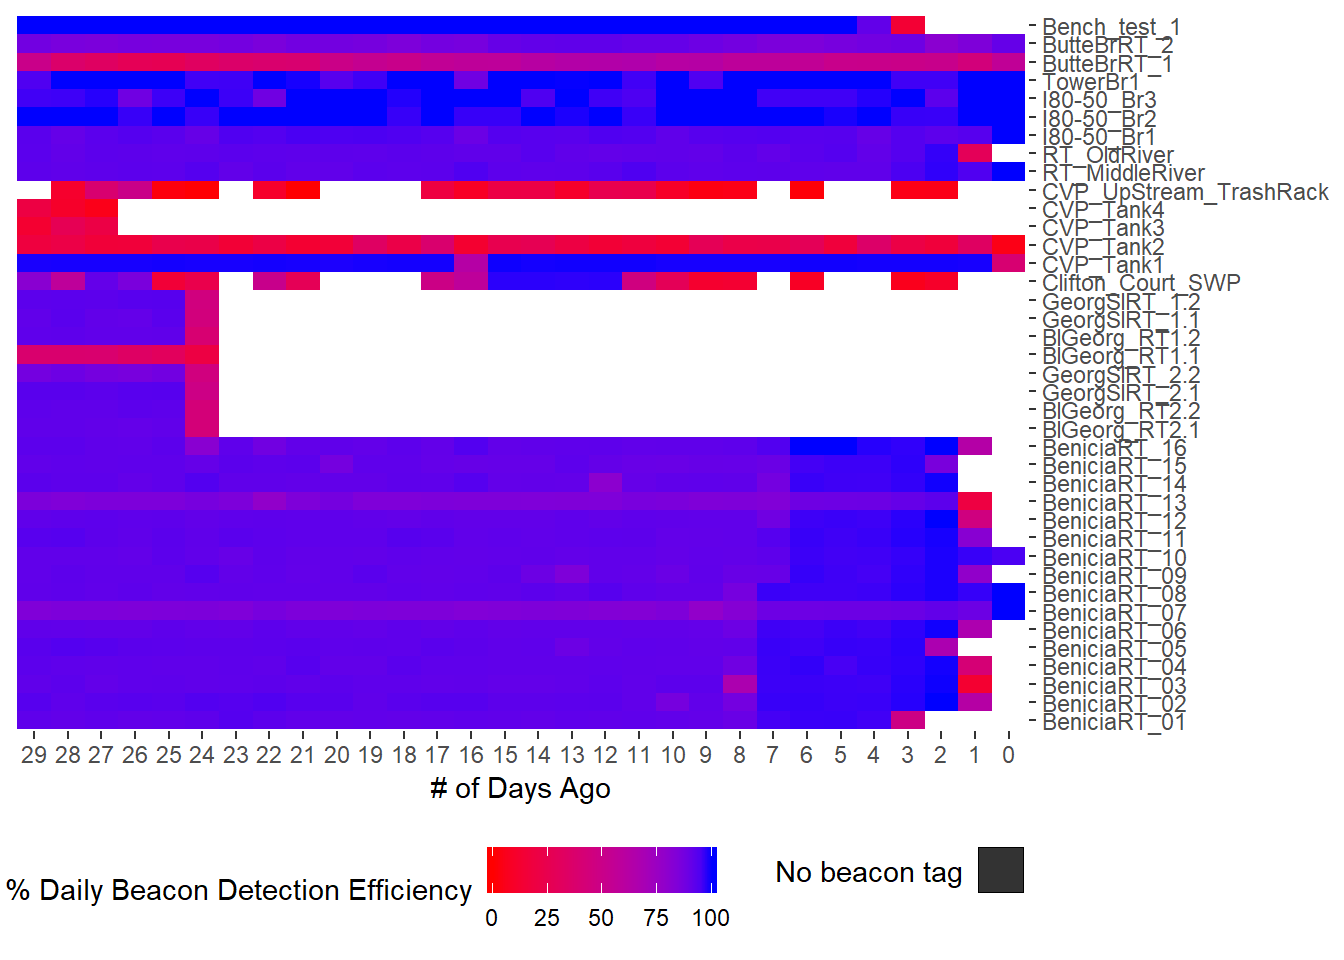 Bench_test_1
ButteBrRT_2
ButteBrRT_1
TowerBr1
I80-50_Br3
I80-50_Br2
I80-50_Br1
RT_OldRiver
RT_MiddleRiver
CVP_UpStream_TrashRack
CVP_Tank4
CVP_Tank3
CVP_Tank2
CVP_Tank1
Clifton_Court_SWP
GeorgSlRT_1.2
GeorgSlRT_1.1
BlGeorg_RT1.2
BlGeorg_RT1.1
GeorgSlRT_2.2
GeorgSlRT_2.1
BlGeorg_RT2.2
BlGeorg_RT2.1
BeniciaRT_16
BeniciaRT_15
BeniciaRT_14
BeniciaRT_13
BeniciaRT_12
BeniciaRT_11
BeniciaRT_10
BeniciaRT_09
BeniciaRT_08
BeniciaRT_07
BeniciaRT_06
BeniciaRT_05
BeniciaRT_04
BeniciaRT_03
BeniciaRT_02
BeniciaRT_01
29 28 27 26 25 24 23 22 21 20 19 18 17 16 15 14 13 12 11 10 9 8 7 6 5 4 3 2 1 0
# of Days Ago
% Daily Beacon Detection Efficiency
0 25 50 75 100
No beacon tag